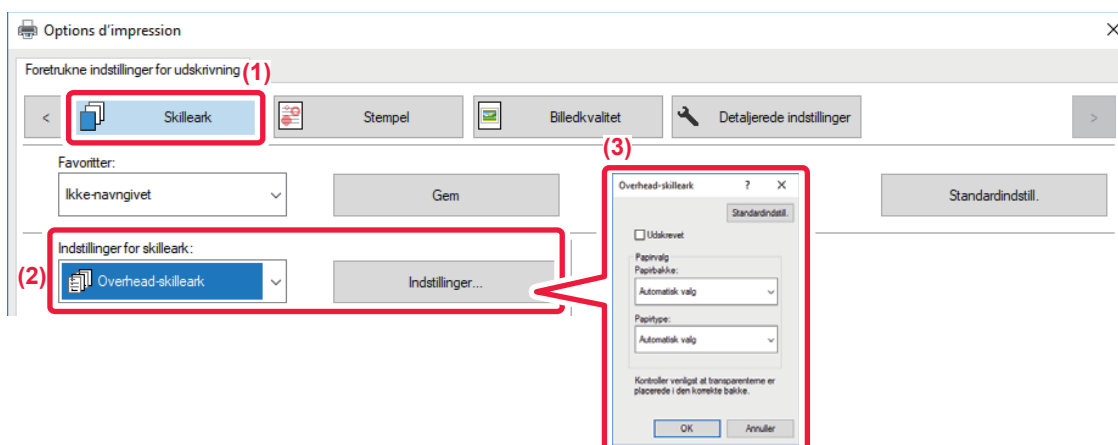 Options d'impression
Foretrukne indstillinger for udskrivning
(1)
< Skilleark Stempel Billedkvalitet Detaljerede indstillinger >
Favoritter:
Ikke-navngivet Gem Standardindstill.
(2)
Indstillinger for skilleark:
Overhead-skilleark Indstillinger...
(3)
Overhead-skilleark ? X
Standardindstill.
Udskrevet
Papirvalg
Papirbakke:
Automatisk valg
Papirtype:
Automatisk valg
Kontroller venligst at transparenterne er
placerede i den korrekte bakke.
OK Annuller